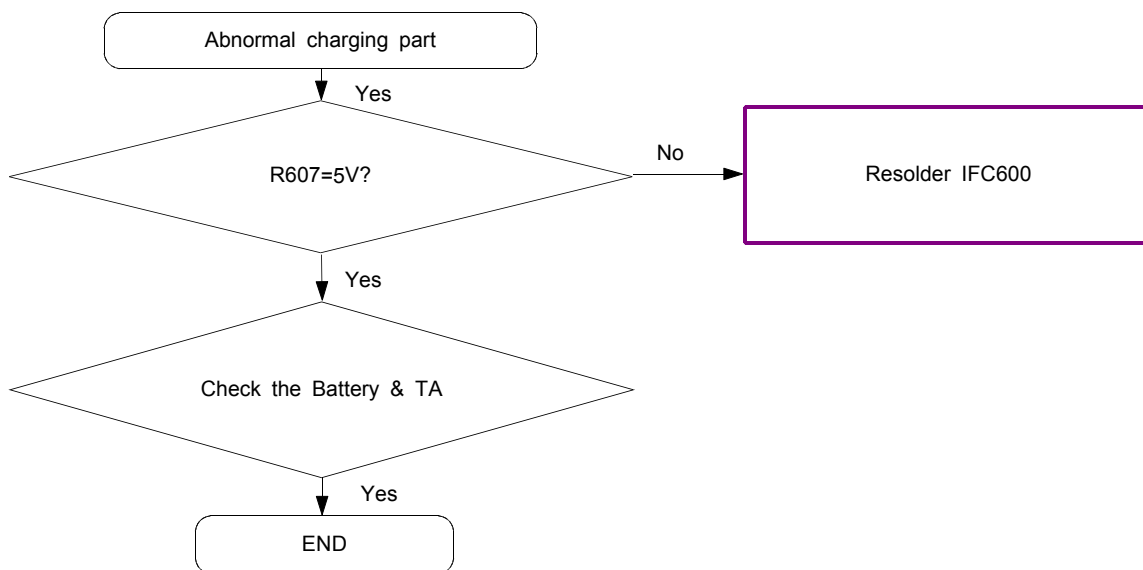 Abnormal charging part
Yes
R607=5V?
No
Resolder IFC600
Yes
Check the Battery & TA
Yes
END